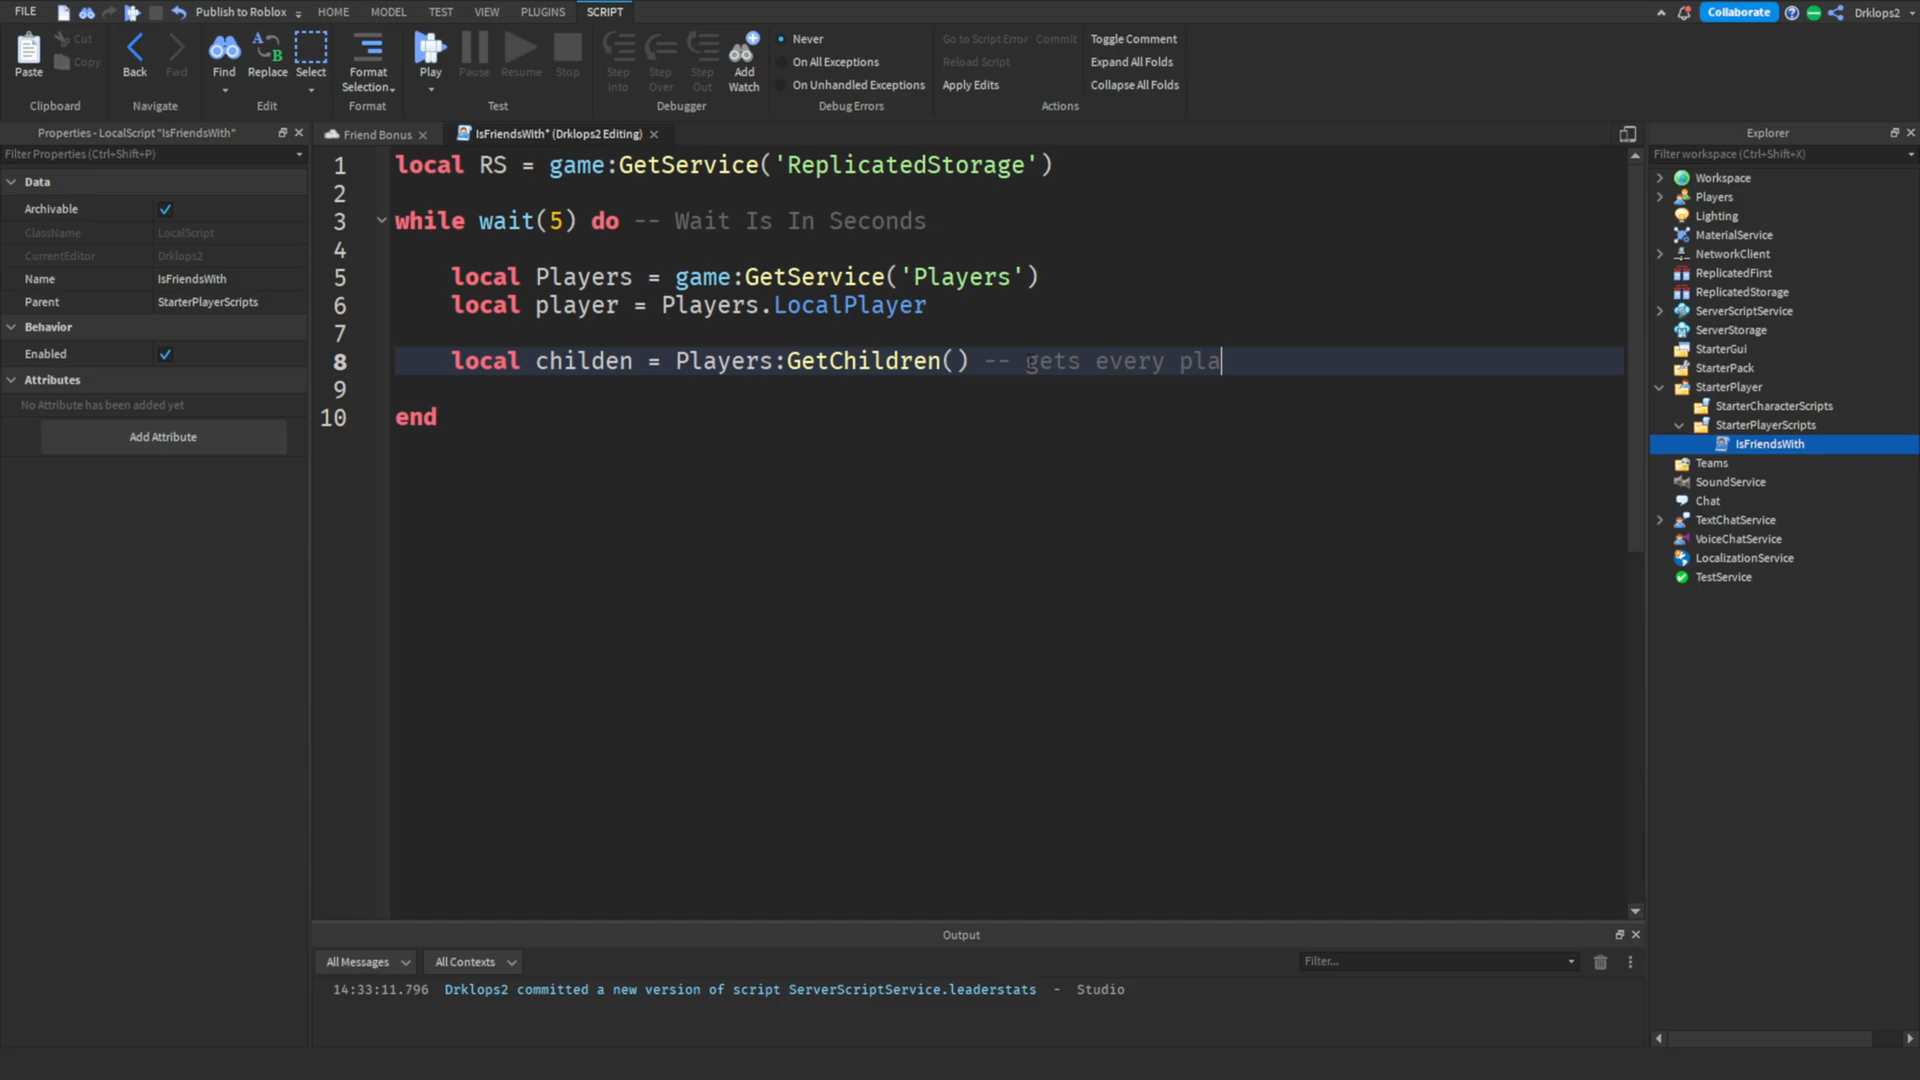 FILE Publish to Roblox HOME MODEL TEST VIEW PLUGINS SCRIPT Collaborate Drklops2
Paste Cut Copy
Clipboard
Back Fwd
Navigate
Find Replace Select
Edit
Format Selection
Format
Play Pause Resume Stop
Test
Step Into Step Over Step Out Add Watch
Debugger
Never
On All Exceptions
On Unhandled Exceptions
Debug Errors
Go to Script Error Commit Toggle Comment
Reload Script Expand All Folds
Apply Edits Collapse All Folds
Actions
Properties - LocalScript "IsFriendsWith"
Filter Properties (Ctrl+Shift+P)
Data
Archivable
ClassName LocalScript
CurrentEditor Drklops2
Name IsFriendsWith
Parent StarterPlayerScripts
Behavior
Enabled
Attributes
No Attribute has been added yet
Add Attribute
Friend Bonus IsFriendsWith* (Drklops2 Editing)
1 local RS = game:GetService('ReplicatedStorage')
2
3 while wait(5) do -- Wait Is In Seconds
4
5 local Players = game:GetService('Players')
6 local player = Players.LocalPlayer
7
8 local childen = Players:GetChildren() -- gets every pla
9
10 end
Output
All Messages All Contexts Filter...
14:33:11.796 Drklops2 committed a new version of script ServerScriptService.leaderstats - Studio
Explorer
Filter workspace (Ctrl+Shift+X)
Workspace
Players
Lighting
MaterialService
NetworkClient
ReplicatedFirst
ReplicatedStorage
ServerScriptService
ServerStorage
StarterGui
StarterPack
StarterPlayer
StarterCharacterScripts
StarterPlayerScripts
IsFriendsWith
Teams
SoundService
Chat
TextChatService
VoiceChatService
LocalizationService
TestService